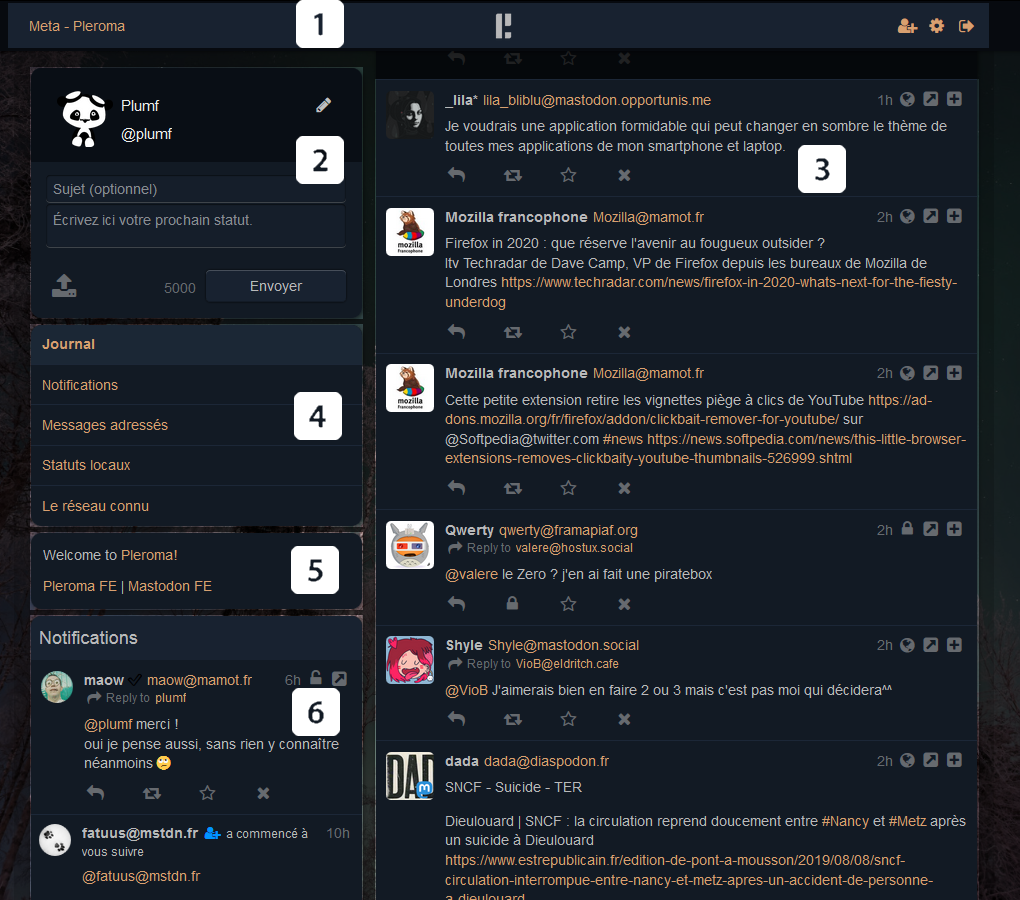 Meta - Pleroma
1
Plumf
@plumf
2
Sujet (optionnel)
Écrivez ici votre prochain statut.
5000
Envoyer
Journal
Notifications
4
Messages adressés
Statuts locaux
Le réseau connu
Welcome to Pleroma!
5
Pleroma FE | Mastodon FE
Notifications
maow maow@mamot.fr 6h
Reply to plumf
6
@plumf merci !
oui je pense aussi, sans rien y connaître
néanmoins
fatuus@mstdn.fr a commencé à 10h
vous suivre
@fatuus@mstdn.fr
_lila* lila_bliblu@mastodon.opportunis.me 1h
Je voudrais une application formidable qui peut changer en sombre le thème de
toutes mes applications de mon smartphone et laptop.
3
Mozilla francophone Mozilla@mamot.fr 2h
mozilla
Francophone
Firefox in 2020 : que réserve l'avenir au fougueux outsider ?
Itv Techradar de Dave Camp, VP de Firefox depuis les bureaux de Mozilla de
Londres https://www.techradar.com/news/firefox-in-2020-whats-next-for-the-fiesty-
underdog
Mozilla francophone Mozilla@mamot.fr 2h
mozilla
Francophone
Cette petite extension retire les vignettes piège à clics de YouTube https://ad-
dons.mozilla.org/fr/firefox/addon/clickbait-remover-for-youtube/ sur
@Softpedia@twitter.com #news https://news.softpedia.com/news/this-little-browser-
extensions-removes-clickbaity-youtube-thumbnails-526999.shtml
Qwerty qwerty@framapiaf.org 2h
Reply to valere@hostux.social
@valere le Zero ? j'en ai fait une piratebox
Shyle Shyle@mastodon.social 2h
Reply to VioB@eldritch.cafe
@VioB J'aimerais bien en faire 2 ou 3 mais c'est pas moi qui décidera^^
dada dada@diaspodon.fr 2h
DAD
SNCF - Suicide - TER
Dieulouard | SNCF : la circulation reprend doucement entre #Nancy et #Metz après
un suicide à Dieulouard
https://www.estrepublicain.fr/edition-de-pont-a-mousson/2019/08/08/sncf-
circulation-interrompue-entre-nancy-et-metz-apres-un-accident-de-personne-
a-dieulouard